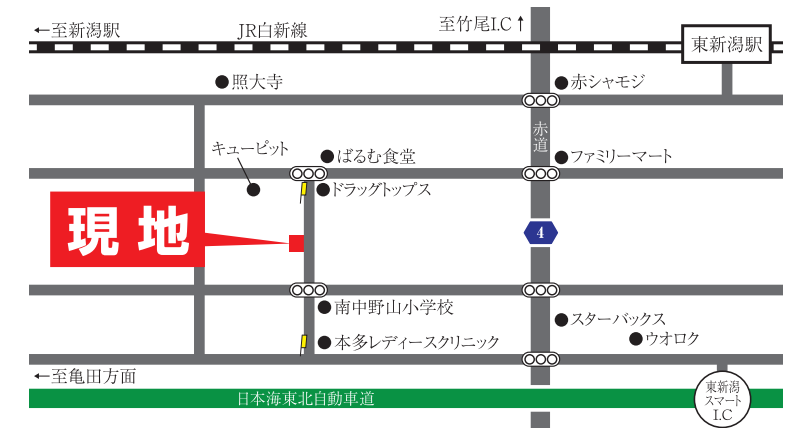 ←至新潟駅
JR白新線
至竹尾I.C↑
東新潟駅
照大寺
赤シャモジ
赤道
キューピット
ぱるむ食堂
ファミリーマート
ドラッグトップス
現地
4
南中野山小学校
スターバックス
本多レディースクリニック
ウオロク
←至亀田方面
日本海東北自動車道
東新潟
スマート
I.C